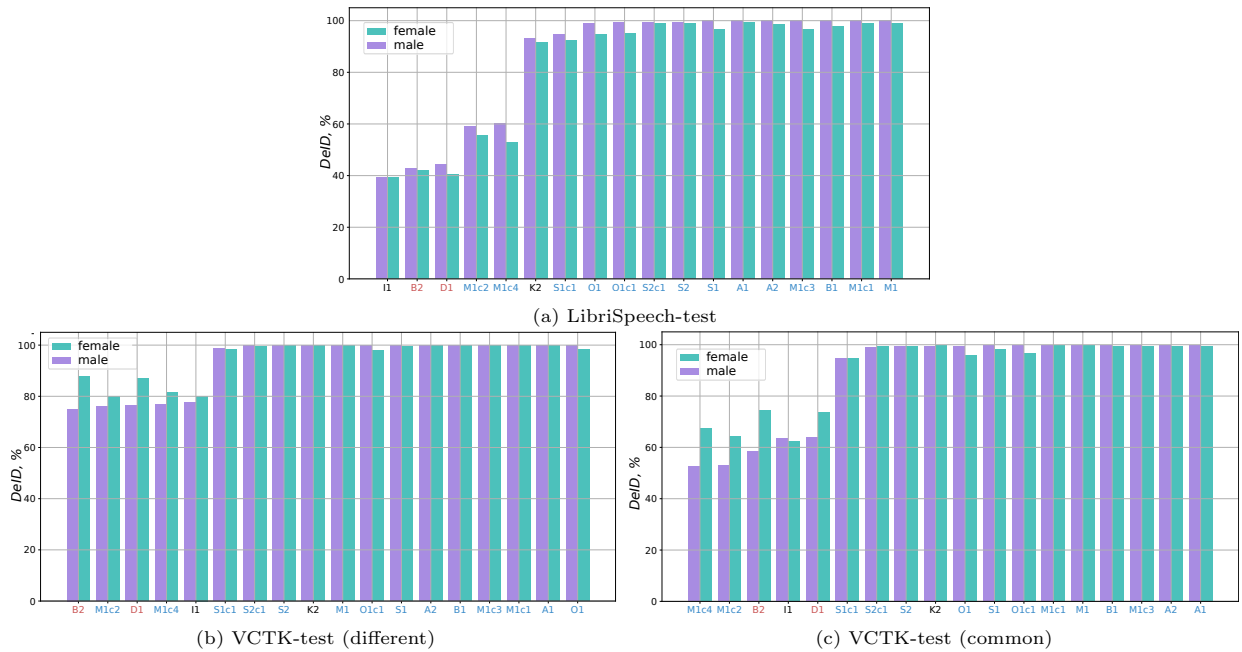 100
80
60
40
20
0
DeID, %
female
male
I1 B2 D1 M1c2 M1c4 K2 S1c1 O1 O1c1 S2c1 S2 S1 A1 A2 M1c3 B1 M1c1 M1
(a) LibriSpeech-test
100
80
60
40
20
0
DeID, %
female
male
B2 M1c2 D1 M1c4 I1 S1c1 S2c1 S2 K2 M1 O1c1 S1 A2 B1 M1c3 M1c1 A1 O1
(b) VCTK-test (different)
100
80
60
40
20
0
DeID, %
female
male
M1c4 M1c2 B2 I1 D1 S1c1 S2c1 S2 K2 O1 S1 O1c1 M1c1 M1 B1 M1c3 A2 A1
(c) VCTK-test (common)